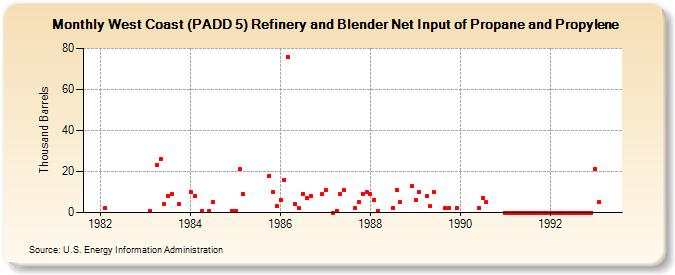 Monthly West Coast (PADD 5) Refinery and Blender Net Input of Propane and Propylene
Thousand Barrels
80
60
40
20
0
1982 1984 1986 1988 1990 1992
Source: U.S. Energy Information Administration